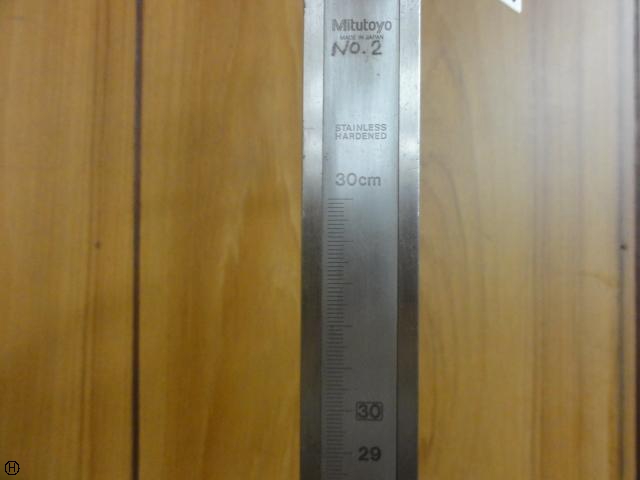 Mitutoyo
MADE IN JAPAN
No. 2
STAINLESS
HARDENED
30cm
30
29
H